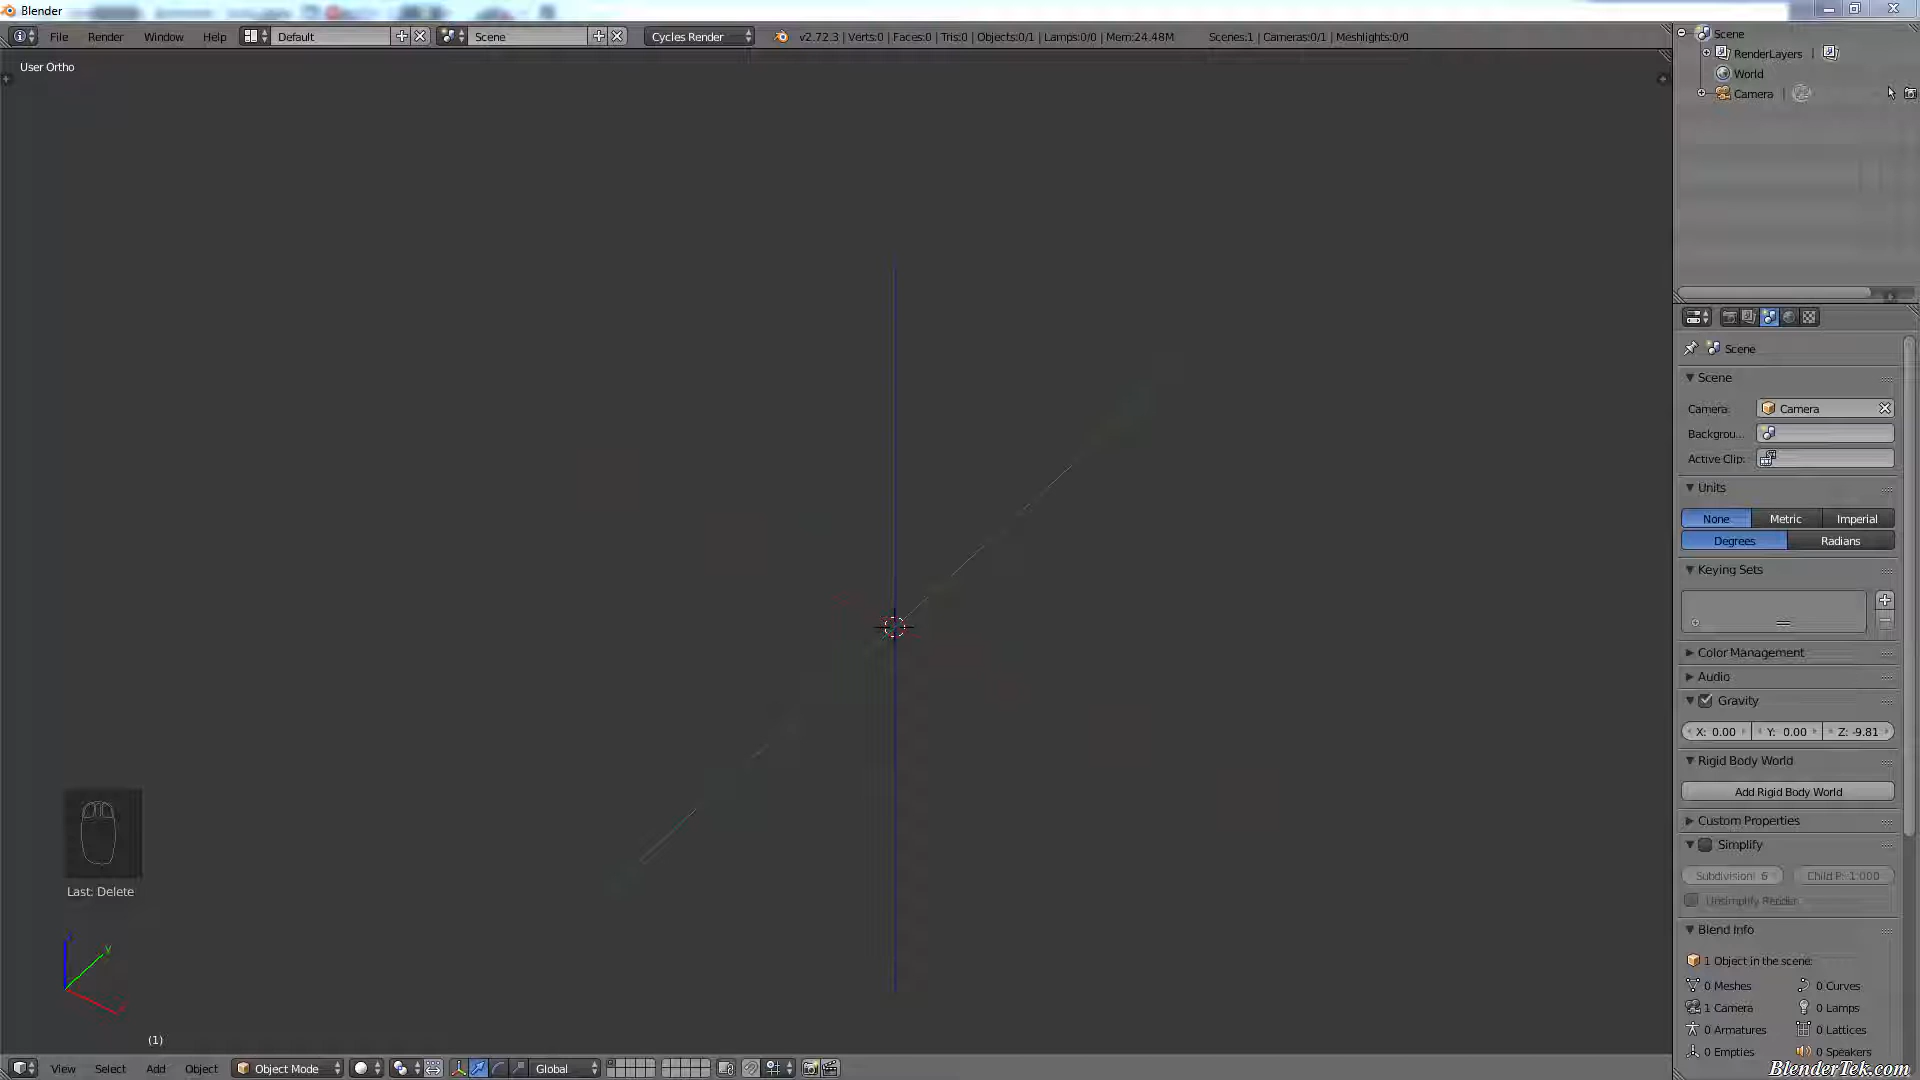 Blender
File Render Window Help Default Scene Cycles Render v2.72.3 | Verts:0 | Faces:0 | Tris:0 | Objects:0/1 | Lamps:0/0 | Mem:24.48M Scenes:1 | Cameras:0/1 | Meshlights:0/0
User Ortho
Scene
RenderLayers |
World
Camera |
Scene
Scene
Camera: Camera
Backgrou...
Active Clip:
Units
None Metric Imperial
Degrees Radians
Keying Sets
Color Management
Audio
Gravity
X: 0.00 Y: 0.00 Z: -9.81
Rigid Body World
Add Rigid Body World
Custom Properties
Simplify
Subdivision: 6 Child P: 1.000
Unsimplify Render
Blend Info
1 Object in the scene:
0 Meshes 0 Curves
1 Camera 0 Lamps
0 Armatures 0 Lattices
0 Empties 0 Speakers
Last: Delete
z
y
x
(1)
View Select Add Object Object Mode Global
BlenderTek.com